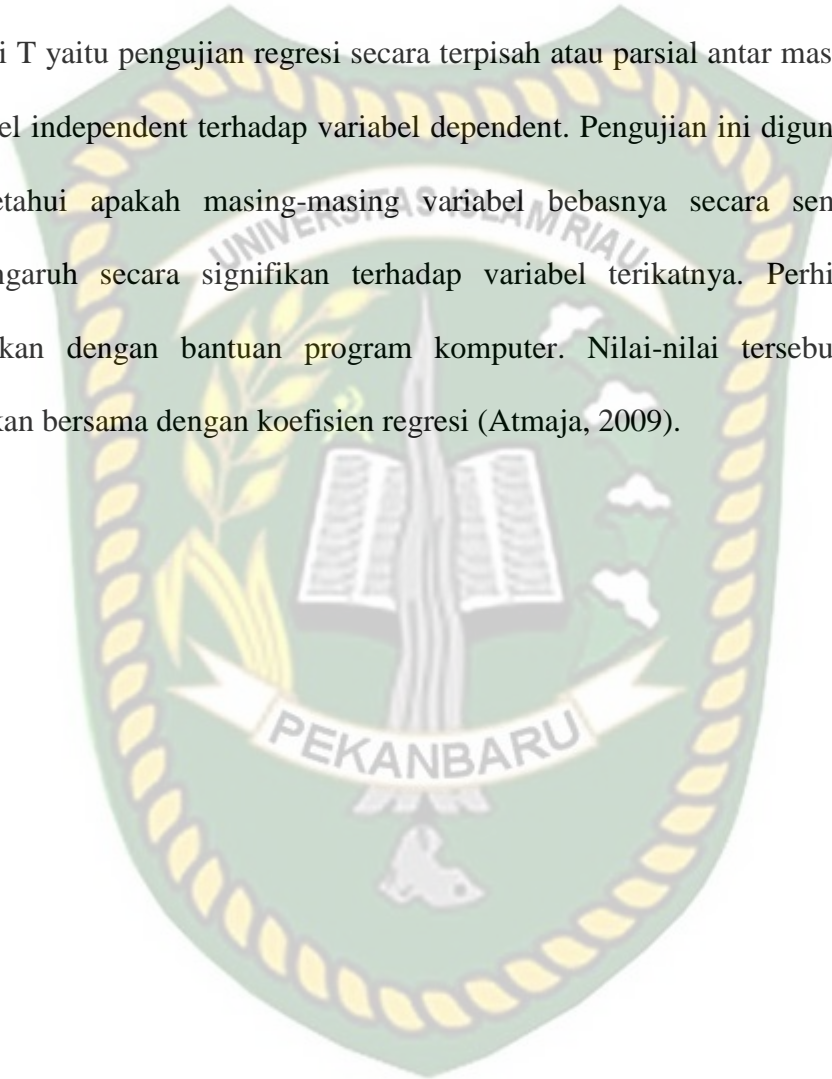 i T yaitu pengujian regresi secara terpisah atau parsial antar mas
el independent terhadap variabel dependent. Pengujian ini digun
etahui apakah masing-masing variabel bebasnya secara sen
ngaruh secara signifikan terhadap variabel terikatnya. Perhi
kan dengan bantuan program komputer. Nilai-nilai tersebu
kan bersama dengan koefisien regresi (Atmaja, 2009).
UNIVERSITAS ISLAM RIAU
PEKANBARU